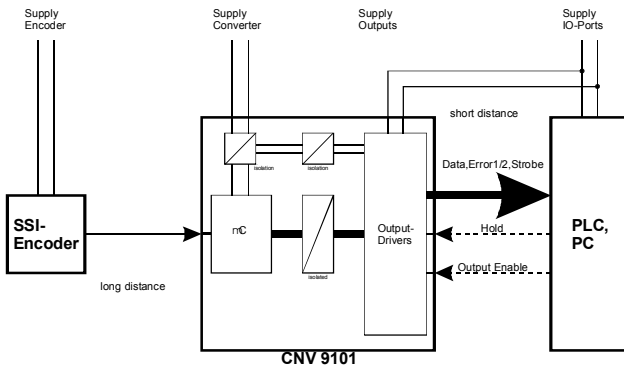 Supply
Encoder
Supply
Converter
Supply
Outputs
Supply
IO-Ports
short distance
isolation
isolation
Data,Error1/2,Strobe
SSI-
Encoder
mC
Output-
Drivers
Hold
PLC,
PC
Output Enable
isolated
long distance
CNV 9101